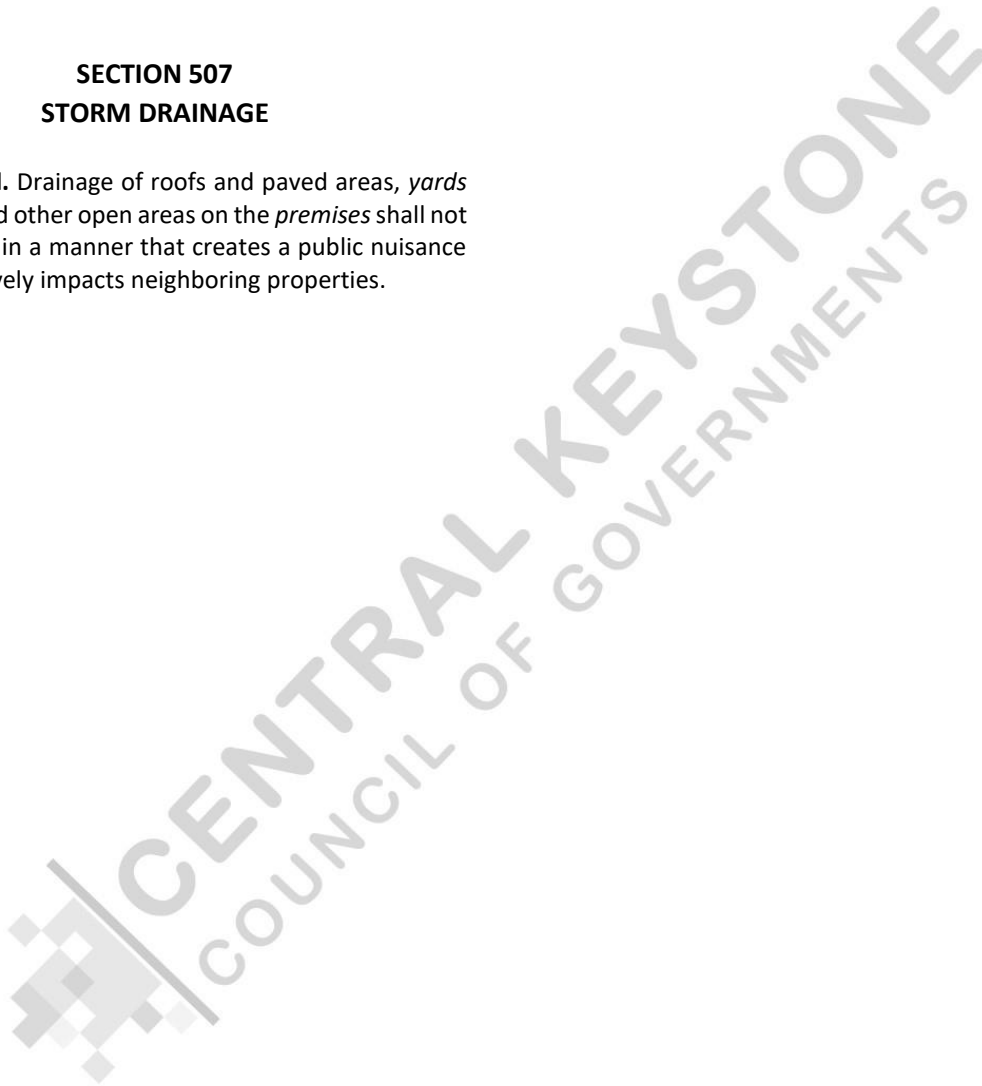 SECTION 507
STORM DRAINAGE
l. Drainage of roofs and paved areas, yards
d other open areas on the premises shall not
in a manner that creates a public nuisance
vely impacts neighboring properties.
CENTRAL KEYSTONE
COUNCIL OF GOVERNMENTS